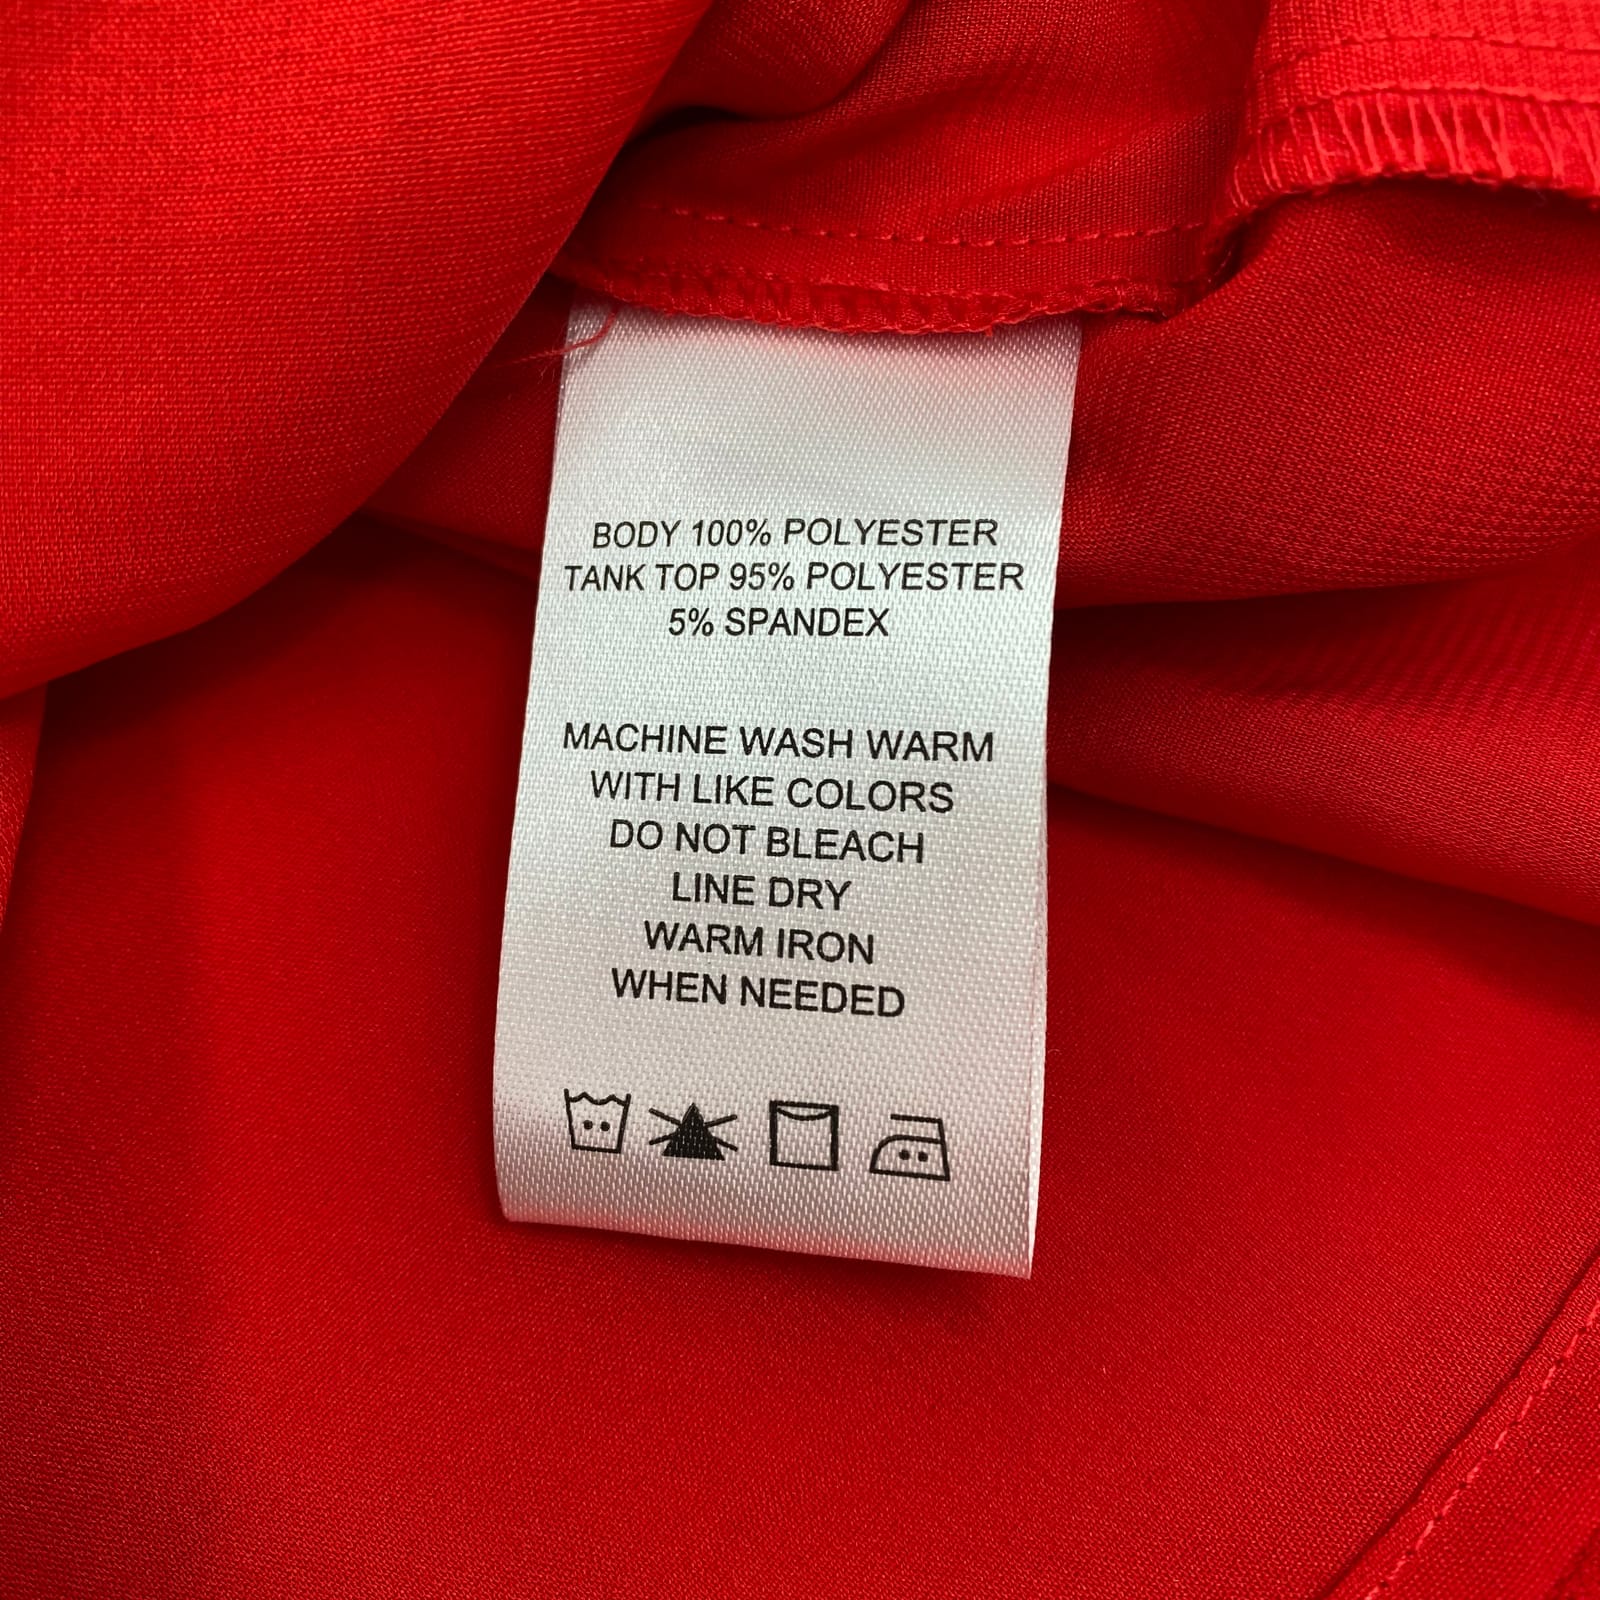 BODY 100% POLYESTER
TANK TOP 95% POLYESTER
5% SPANDEX
MACHINE WASH WARM
WITH LIKE COLORS
DO NOT BLEACH
LINE DRY
WARM IRON
WHEN NEEDED